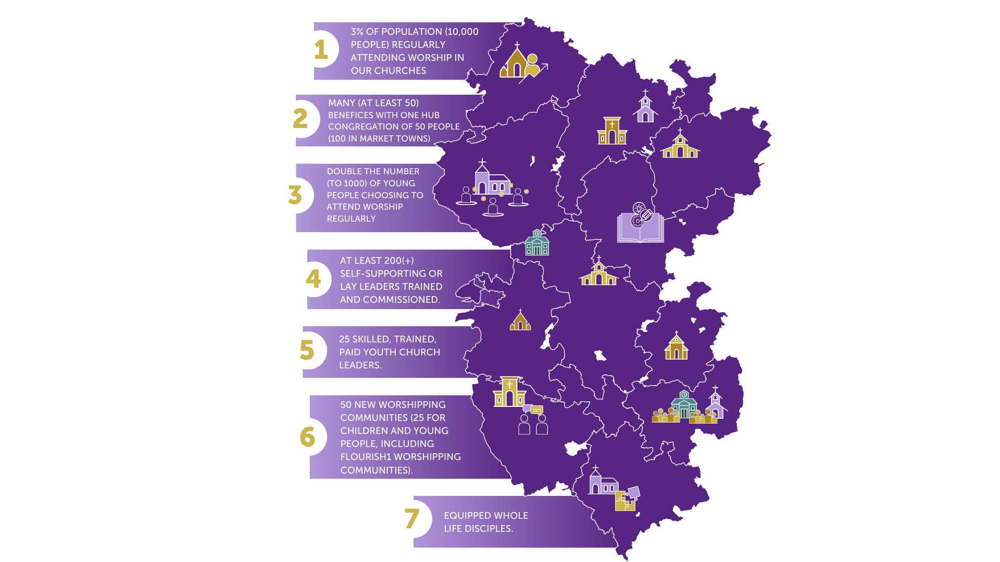 1
3% OF POPULATION (10,000
PEOPLE) REGULARLY
ATTENDING WORSHIP IN
OUR CHURCHES
2
MANY (AT LEAST 50)
BENEFICES WITH ONE HUB
CONGREGATION OF 50 PEOPLE
(100 IN MARKET TOWNS)
3
DOUBLE THE NUMBER
(TO 1000) OF YOUNG
PEOPLE CHOOSING TO
ATTEND WORSHIP
REGULARLY
4
AT LEAST 200(+)
SELF-SUPPORTING OR
LAY LEADERS TRAINED
AND COMMISSIONED.
5
25 SKILLED, TRAINED,
PAID YOUTH CHURCH
LEADERS.
6
50 NEW WORSHIPPING
COMMUNITIES (25 FOR
CHILDREN AND YOUNG
PEOPLE, INCLUDING
FLOURISH1 WORSHIPPING
COMMUNITIES).
7
EQUIPPED WHOLE
LIFE DISCIPLES.
SCHOOL
SCHOOL